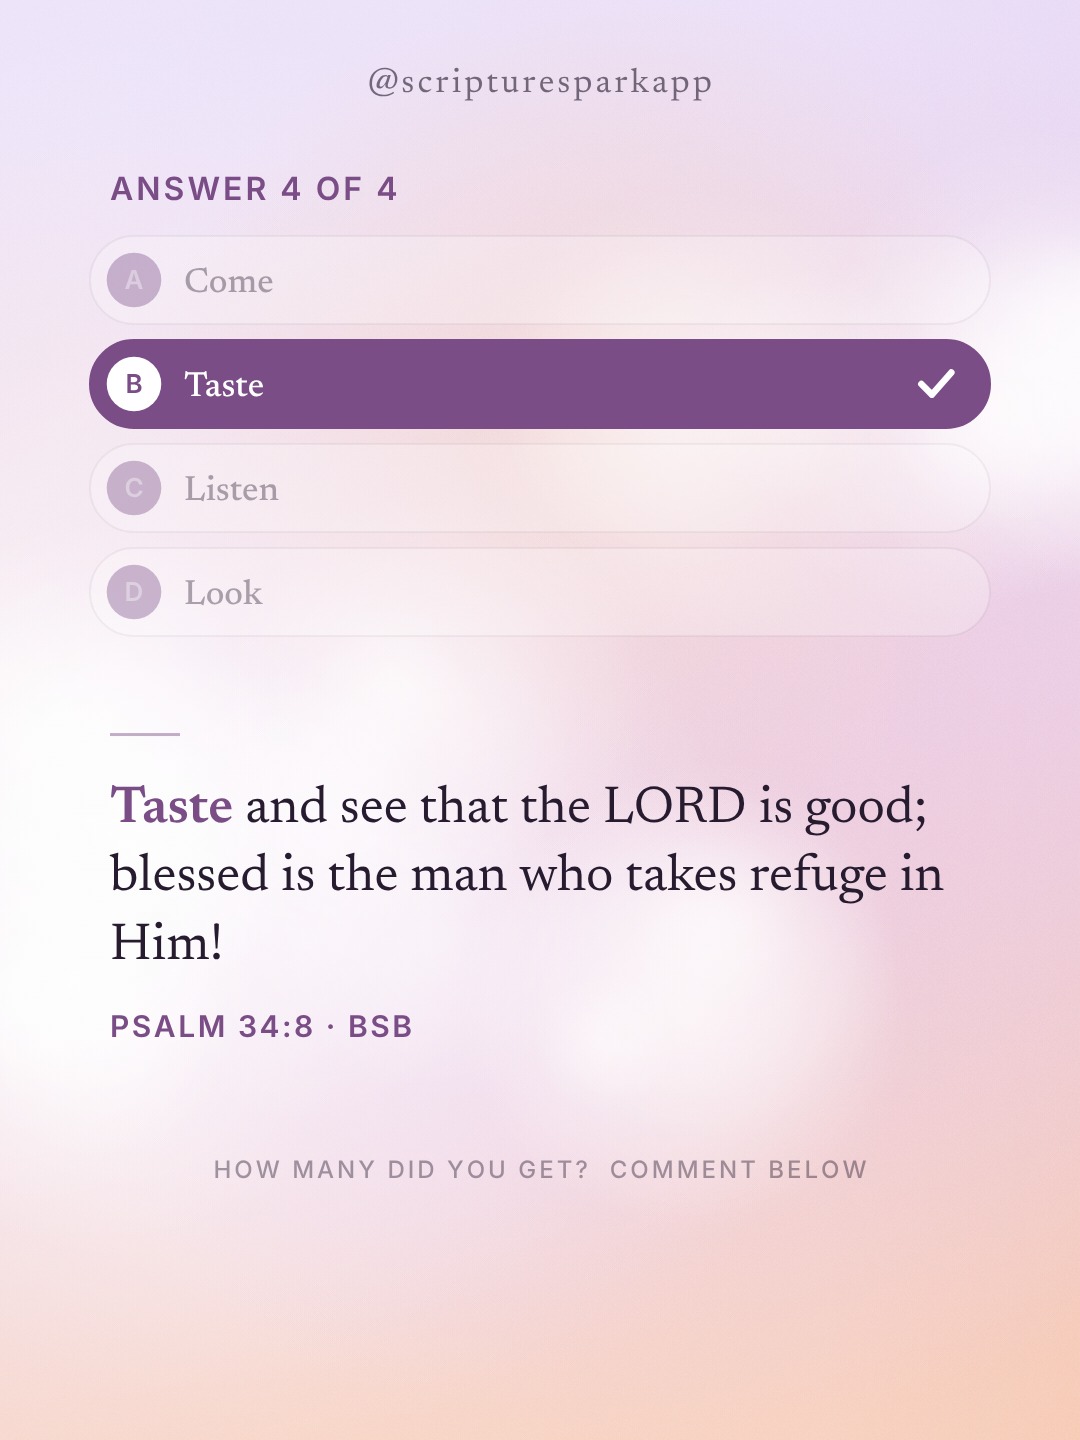 @scripturesparkapp
ANSWER 4 OF 4
A Come
B Taste
C Listen
D Look
Taste and see that the LORD is good;
blessed is the man who takes refuge in
Him!
PSALM 34:8 · BSB
HOW MANY DID YOU GET? COMMENT BELOW